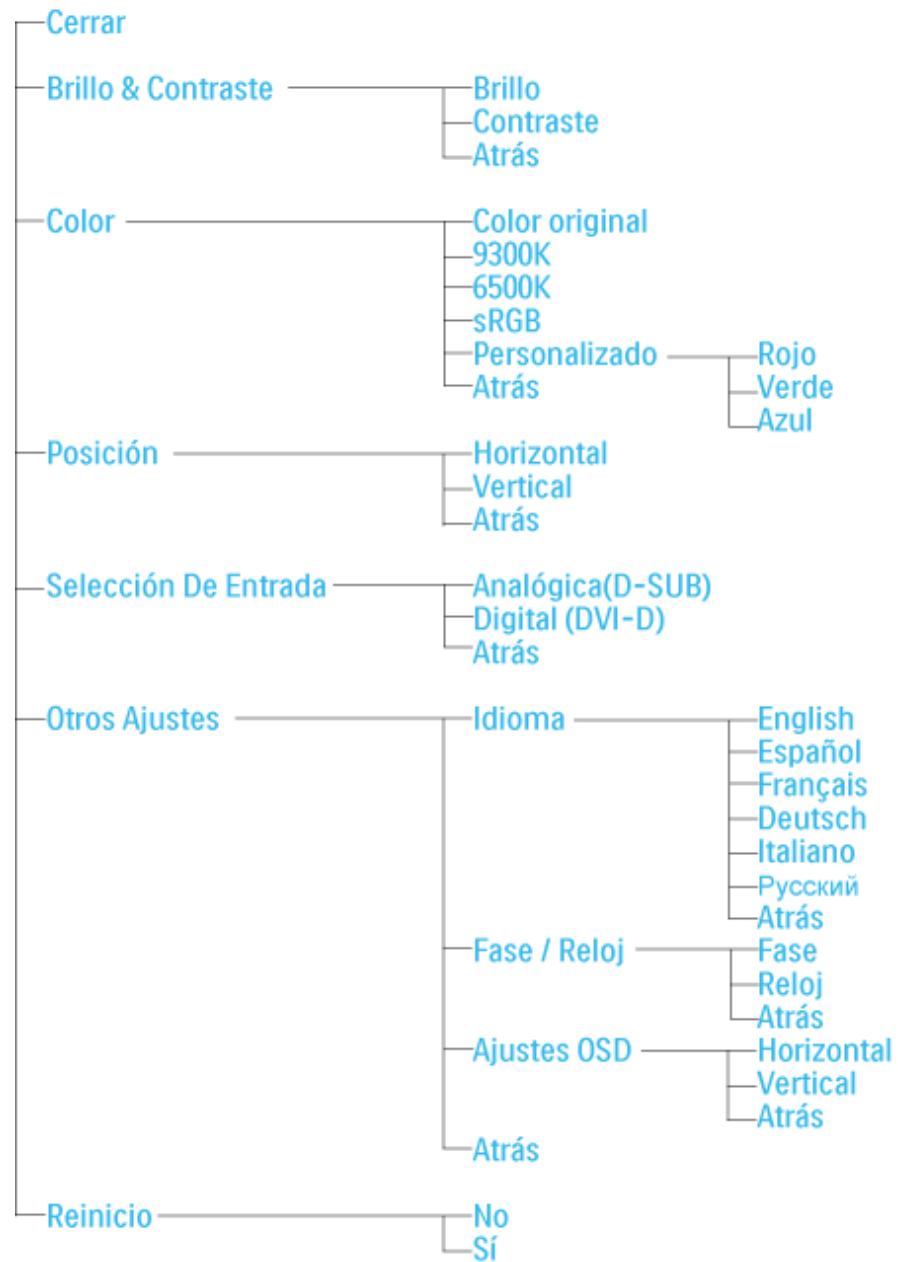 Cerrar
Brillo & Contraste
Brillo
Contraste
Atrás
Color
Color original
9300K
6500K
sRGB
Personalizado
Rojo
Atrás
Verde
Azul
Posición
Horizontal
Vertical
Atrás
Selección De Entrada
Analógica(D-SUB)
Digital (DVI-D)
Atrás
Otros Ajustes
Idioma
English
Español
Français
Deutsch
Italiano
Русский
Atrás
Fase / Reloj
Fase
Reloj
Atrás
Ajustes OSD
Horizontal
Vertical
Atrás
Atrás
Reinicio
No
Sí